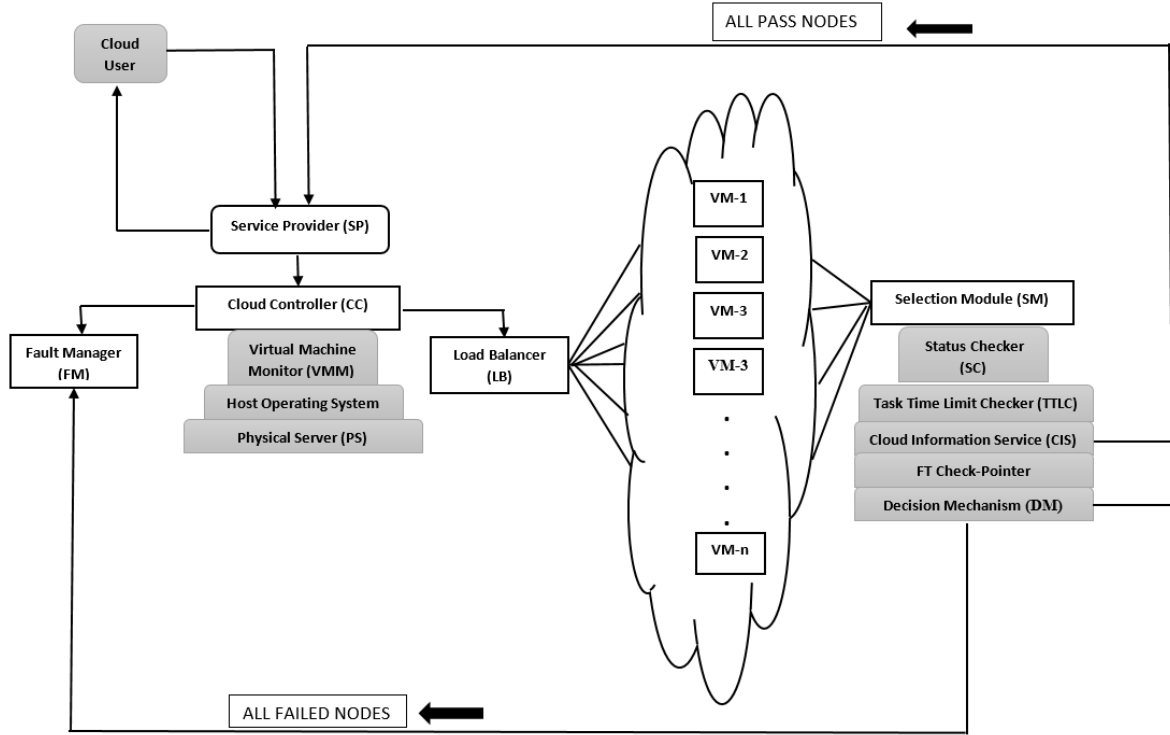 ALL PASS NODES
Cloud
User
Service Provider (SP)
Cloud Controller (CC)
Fault Manager
(FM)
Virtual Machine
Monitor (VMM)
Host Operating System
Physical Server (PS)
Load Balancer
(LB)
VM-1
VM-2
VM-3
VM-3
VM-n
Selection Module (SM)
Status Checker
(SC)
Task Time Limit Checker (TTLC)
Cloud Information Service (CIS)
FT Check-Pointer
Decision Mechanism (DM)
ALL FAILED NODES